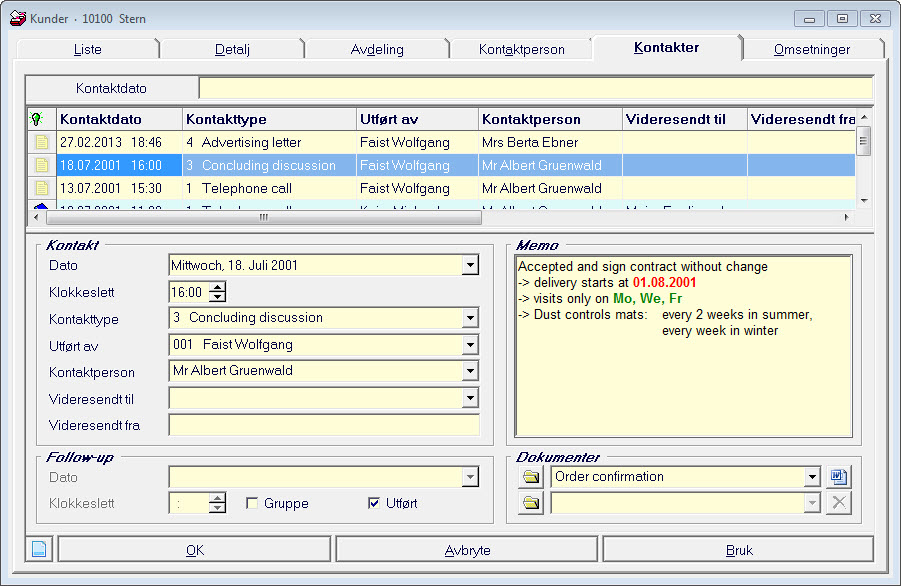 Kunder · 10100 Stern
Liste Detalj Avdeling Kontaktperson Kontakter Omsetninger
Kontaktdato
Kontaktdato Kontakttype Utført av Kontaktperson Videresendt til Videresendt fra
27.02.2013 18:46 4 Advertising letter Faist Wolfgang Mrs Berta Ebner
18.07.2001 16:00 3 Concluding discussion Faist Wolfgang Mr Albert Gruenwald
13.07.2001 15:30 1 Telephone call Faist Wolfgang Mr Albert Gruenwald
Kontakt
Dato Mittwoch, 18. Juli 2001
Klokkeslett 16:00
Kontakttype 3 Concluding discussion
Utført av 001 Faist Wolfgang
Kontaktperson Mr Albert Gruenwald
Videresendt til
Videresendt fra
Memo
Accepted and sign contract without change
-> delivery starts at 01.08.2001
-> visits only on Mo, We, Fr
-> Dust controls mats: every 2 weeks in summer,
every week in winter
Follow-up
Dato
Klokkeslett : Gruppe Utført
Dokumenter
Order confirmation
OK Avbryte Bruk